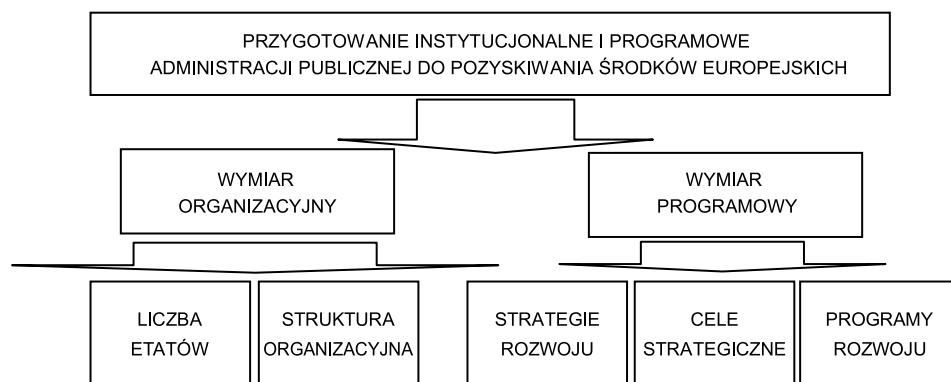 PRZYGOTOWANIE INSTYTUCJONALNE I PROGRAMOWE
ADMINISTRACJI PUBLICZNEJ DO POZYSKIWANIA ŚRODKÓW EUROPEJSKICH
WYMIAR
ORGANIZACYJNY
WYMIAR
PROGRAMOWY
LICZBA
ETATÓW
STRUKTURA
ORGANIZACYJNA
STRATEGIE
ROZWOJU
CELE
STRATEGICZNE
PROGRAMY
ROZWOJU